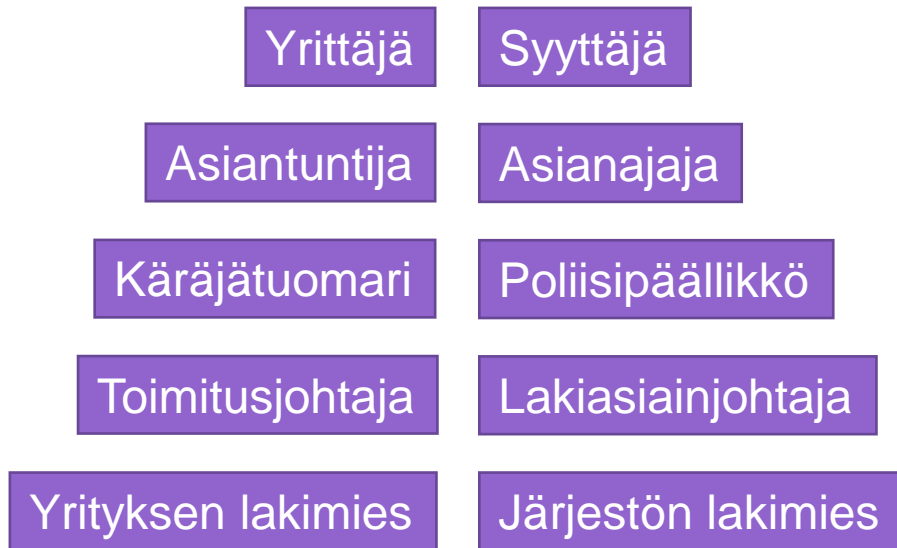 Yrittäjä
Syyttäjä
Asiantuntija
Asianajaja
Käräjätuomari
Poliisipäällikkö
Toimitusjohtaja
Lakiasiainjohtaja
Yrityksen lakimies
Järjestön lakimies